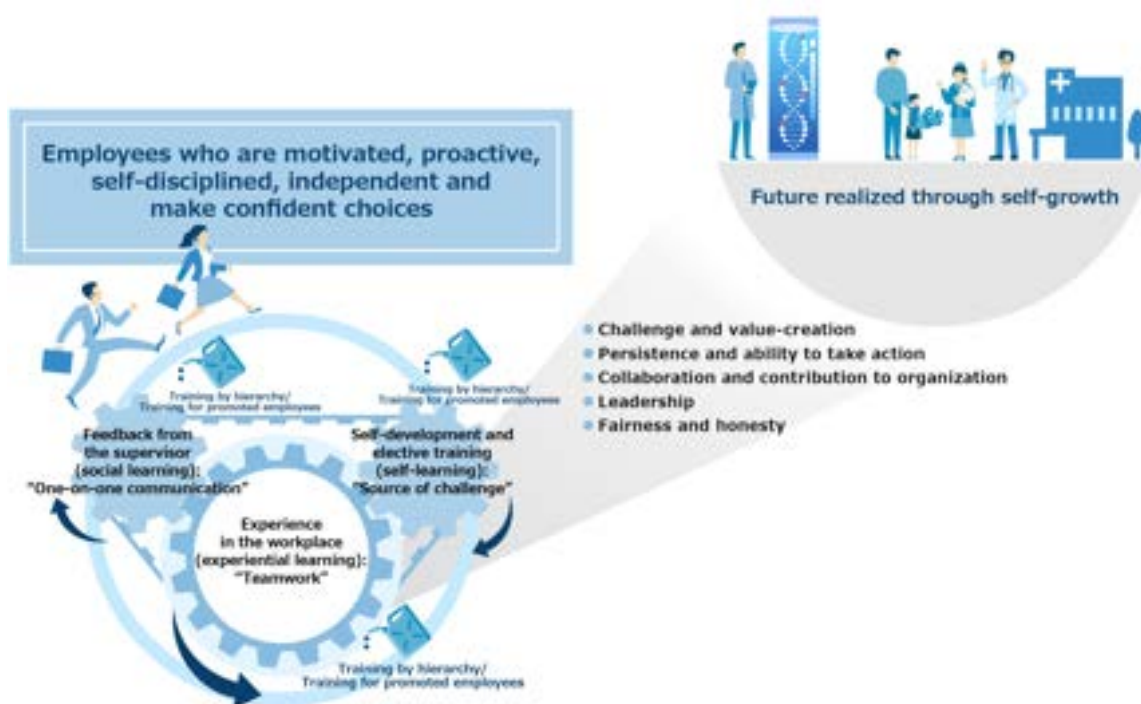 Employees who are motivated, proactive,
self-disciplined, independent and
make confident choices
Future realized through self-growth
Challenge and value-creation
Persistence and ability to take action
Collaboration and contribution to organization
Leadership
Fairness and honesty
Training by hierarchy/
Training for promoted employees
Training by hierarchy/
Training for promoted employees
Feedback from
the supervisor
(social learning):
"One-on-one communication"
Self-development and
elective training
(self-learning):
"Source of challenge"
Experience
in the workplace
(experiential learning):
"Teamwork"
Training by hierarchy/
Training for promoted employees